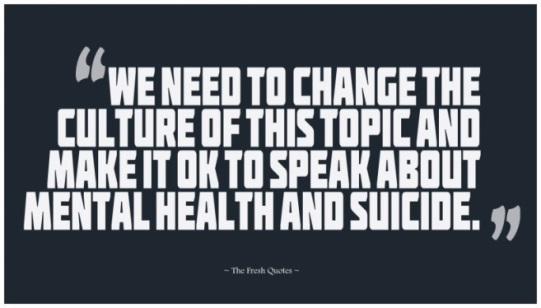 “WE NEED TO CHANGE THE
CULTURE OF THIS TOPIC AND
MAKE IT OK TO SPEAK ABOUT
MENTAL HEALTH AND SUICIDE.”
~ The Fresh Quotes ~